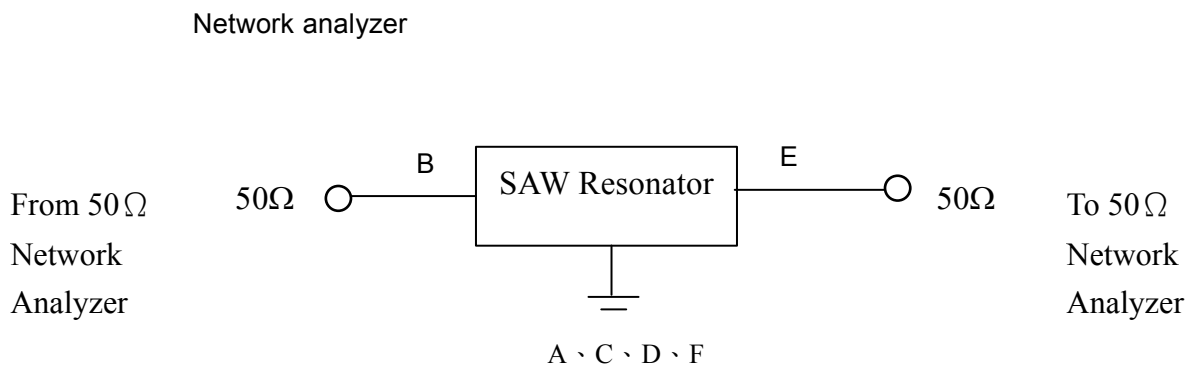 Network analyzer
B
E
SAW Resonator
From 50Ω
Network
Analyzer
50Ω
50Ω
To 50Ω
Network
Analyzer
A、C、D、F